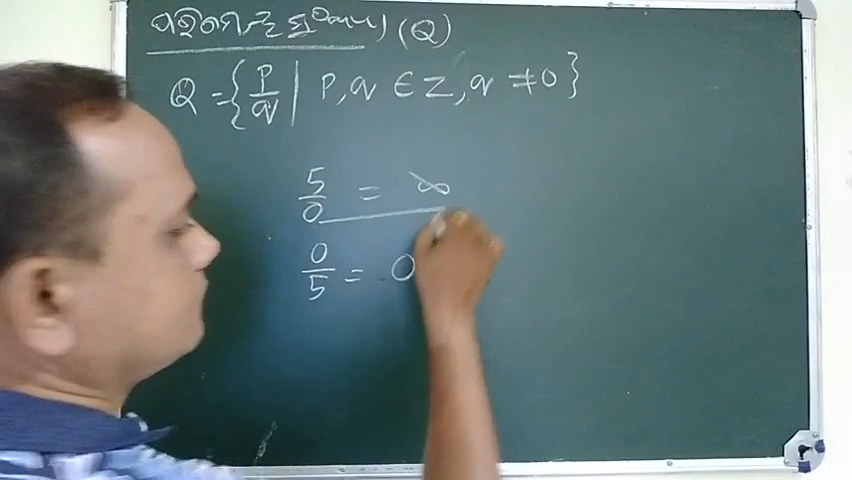 ପରିମେୟ ସଂଖ୍ୟା (Q)
Q = { p/q | p, q ∈ Z, q ≠ 0 }
5/0 = ∞
0/5 = 0